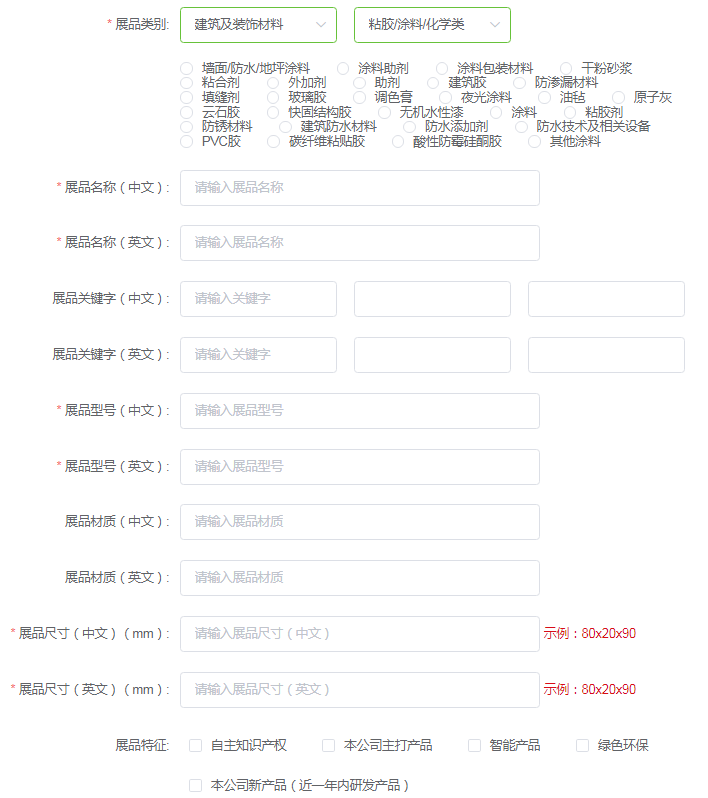 * 展品类别: 建筑及装饰材料 粘胶/涂料/化学类
墙面/防水/地坪涂料 涂料助剂 涂料包装材料 干粉砂浆
粘合剂 外加剂 助剂 建筑胶 防渗漏材料
填缝剂 玻璃胶 调色膏 夜光涂料 油毡 原子灰
云石胶 快固结构胶 无机水性漆 涂料 粘胶剂
防锈材料 建筑防水材料 防水添加剂 防水技术及相关设备
PVC胶 碳纤维粘贴胶 酸性防霉硅酮胶 其他涂料
* 展品名称（中文）: 请输入展品名称
* 展品名称（英文）: 请输入展品名称
展品关键字（中文）: 请输入关键字
展品关键字（英文）: 请输入关键字
* 展品型号（中文）: 请输入展品型号
* 展品型号（英文）: 请输入展品型号
展品材质（中文）: 请输入展品材质
展品材质（英文）: 请输入展品材质
* 展品尺寸（中文）（mm）: 请输入展品尺寸（中文） 示例：80x20x90
* 展品尺寸（英文）（mm）: 请输入展品尺寸（英文） 示例：80x20x90
展品特征: 自主知识产权 本公司主打产品 智能产品 绿色环保
本公司新产品（近一年内研发产品）